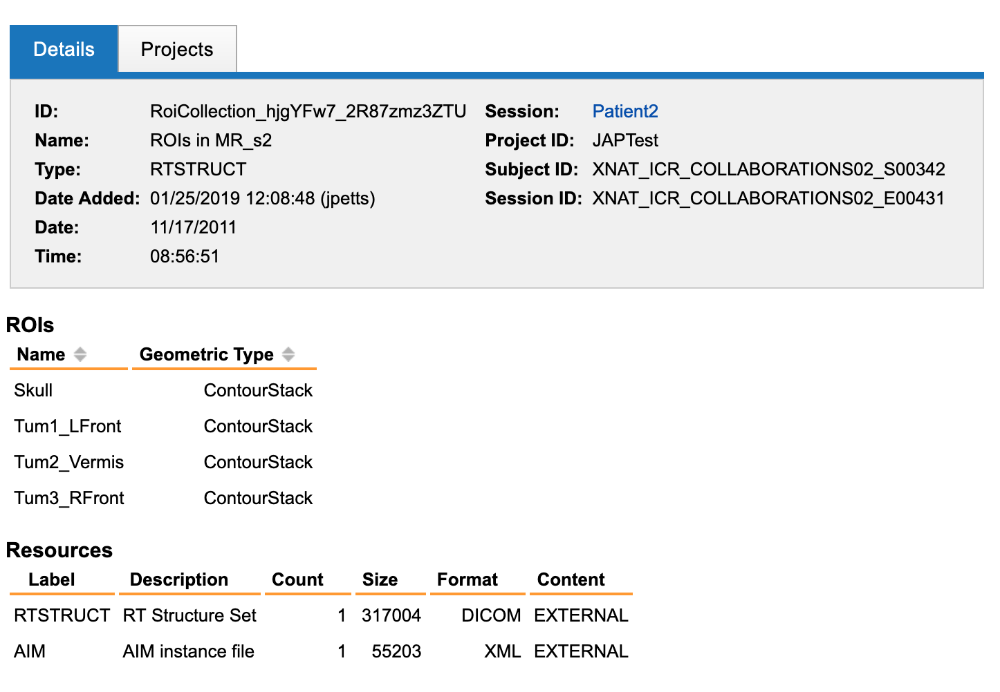 Details Projects
ID: RoiCollection_hjgYFw7_2R87zmz3ZTU Session: Patient2
Name: ROIs in MR_s2 Project ID: JAPTest
Type: RTSTRUCT Subject ID: XNAT_ICR_COLLABORATIONS02_S00342
Date Added: 01/25/2019 12:08:48 (jpetts) Session ID: XNAT_ICR_COLLABORATIONS02_E00431
Date: 11/17/2011
Time: 08:56:51
ROIs
Name Geometric Type
Skull ContourStack
Tum1_LFront ContourStack
Tum2_Vermis ContourStack
Tum3_RFront ContourStack
Resources
Label Description Count Size Format Content
RTSTRUCT RT Structure Set 1 317004 DICOM EXTERNAL
AIM AIM instance file 1 55203 XML EXTERNAL